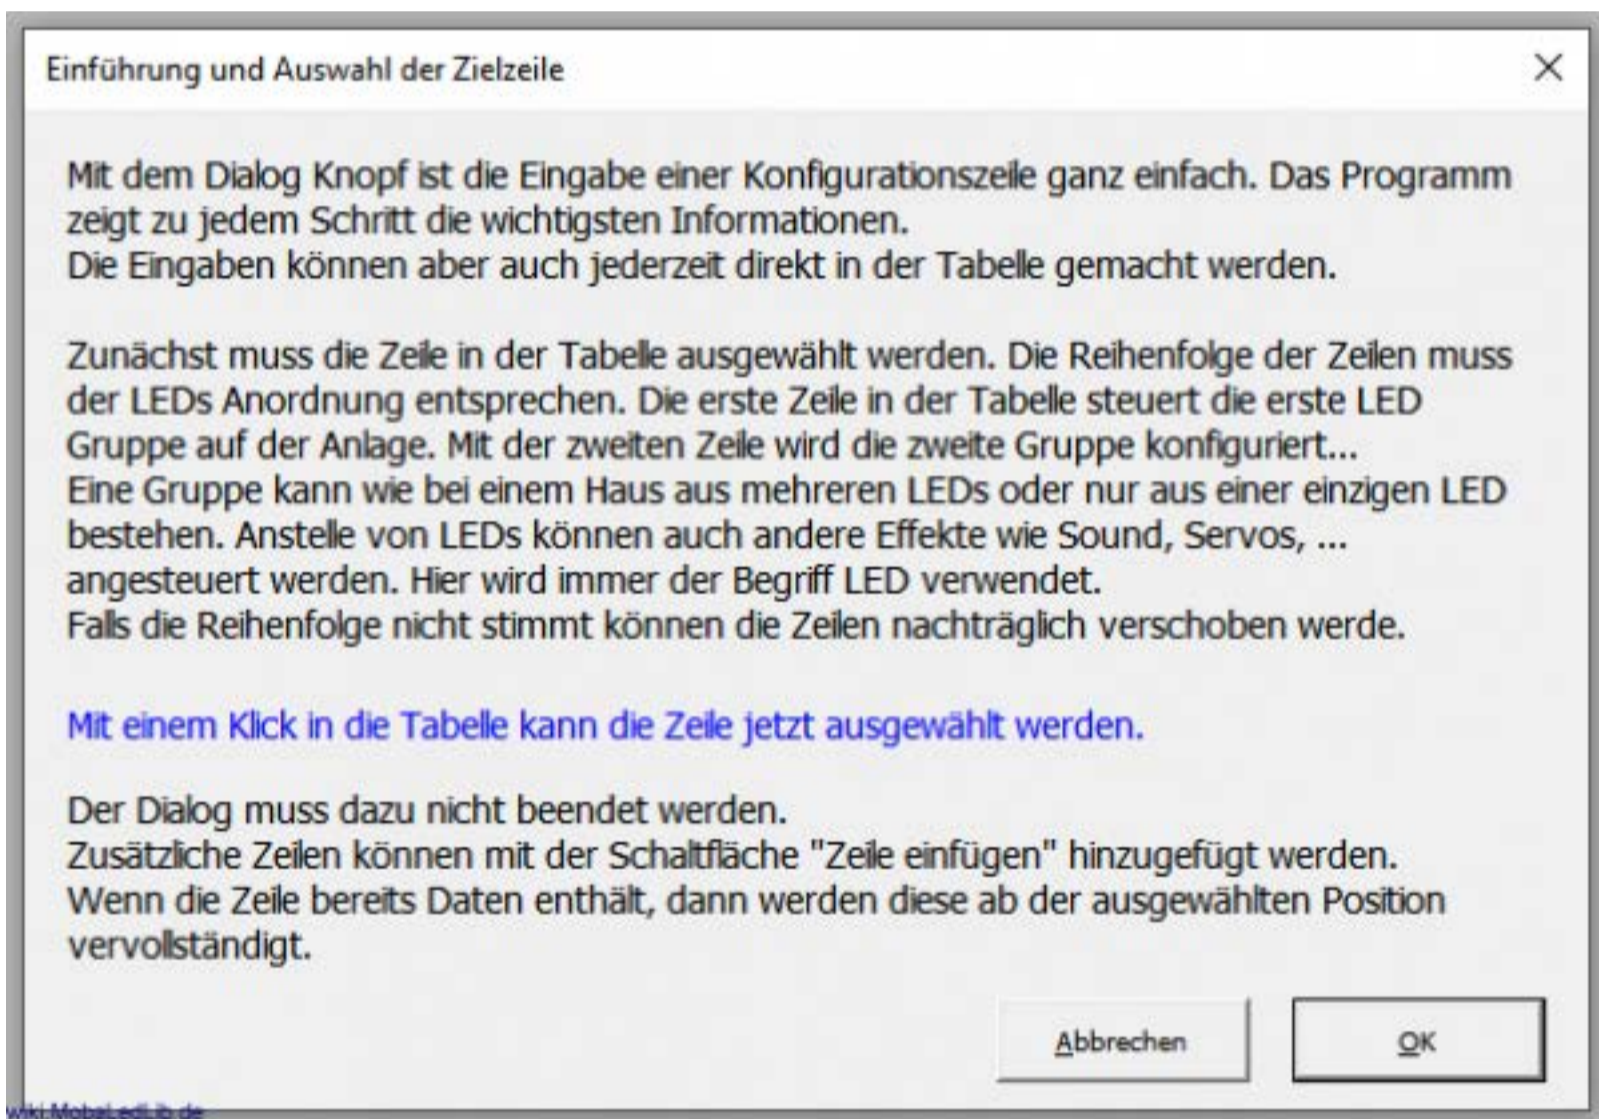 Einführung und Auswahl der Zielzeile
Mit dem Dialog Knopf ist die Eingabe einer Konfigurationszeile ganz einfach. Das Programm
zeigt zu jedem Schritt die wichtigsten Informationen.
Die Eingaben können aber auch jederzeit direkt in der Tabelle gemacht werden.
Zunächst muss die Zeile in der Tabelle ausgewählt werden. Die Reihenfolge der Zeilen muss
der LEDs Anordnung entsprechen. Die erste Zeile in der Tabelle steuert die erste LED
Gruppe auf der Anlage. Mit der zweiten Zeile wird die zweite Gruppe konfiguriert...
Eine Gruppe kann wie bei einem Haus aus mehreren LEDs oder nur aus einer einzigen LED
bestehen. Anstelle von LEDs können auch andere Effekte wie Sound, Servos, ...
angesteuert werden. Hier wird immer der Begriff LED verwendet.
Falls die Reihenfolge nicht stimmt können die Zeilen nachträglich verschoben werde.
Mit einem Klick in die Tabelle kann die Zeile jetzt ausgewählt werden.
Der Dialog muss dazu nicht beendet werden.
Zusätzliche Zeilen können mit der Schaltfläche "Zeile einfügen" hinzugefügt werden.
Wenn die Zeile bereits Daten enthält, dann werden diese ab der ausgewählten Position
vervollständigt.
Abbrechen
OK
wiki.MobaLedLib.de